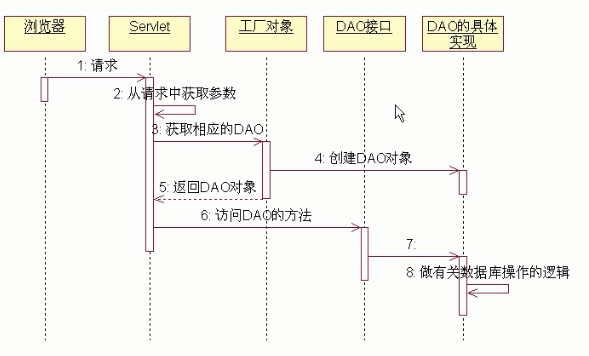 浏览器
Servlet
工厂对象
DAO接口
DAO的具体
实现
1: 请求
2: 从请求中获取参数
3: 获取相应的DAO
4: 创建DAO对象
5: 返回DAO对象
6: 访问DAO的方法
7:
8: 做有关数据库操作的逻辑